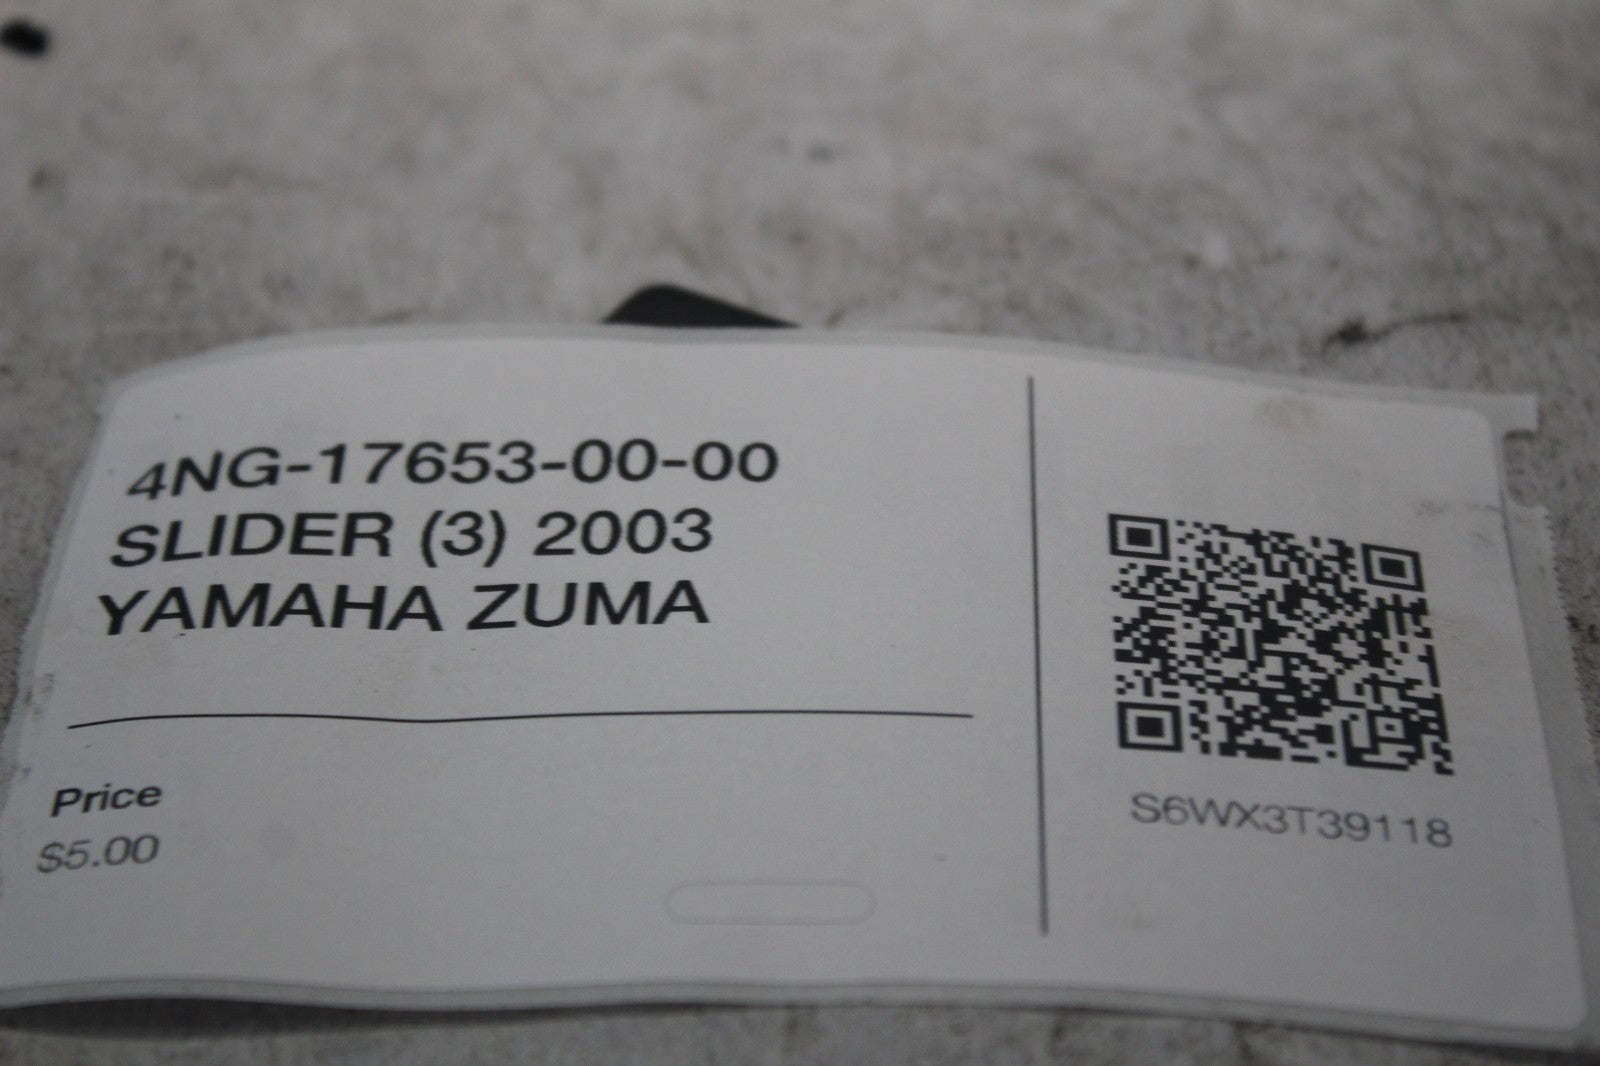 4NG-17653-00-00
SLIDER (3) 2003
YAMAHA ZUMA
Price
$5.00
S6WX3T39118